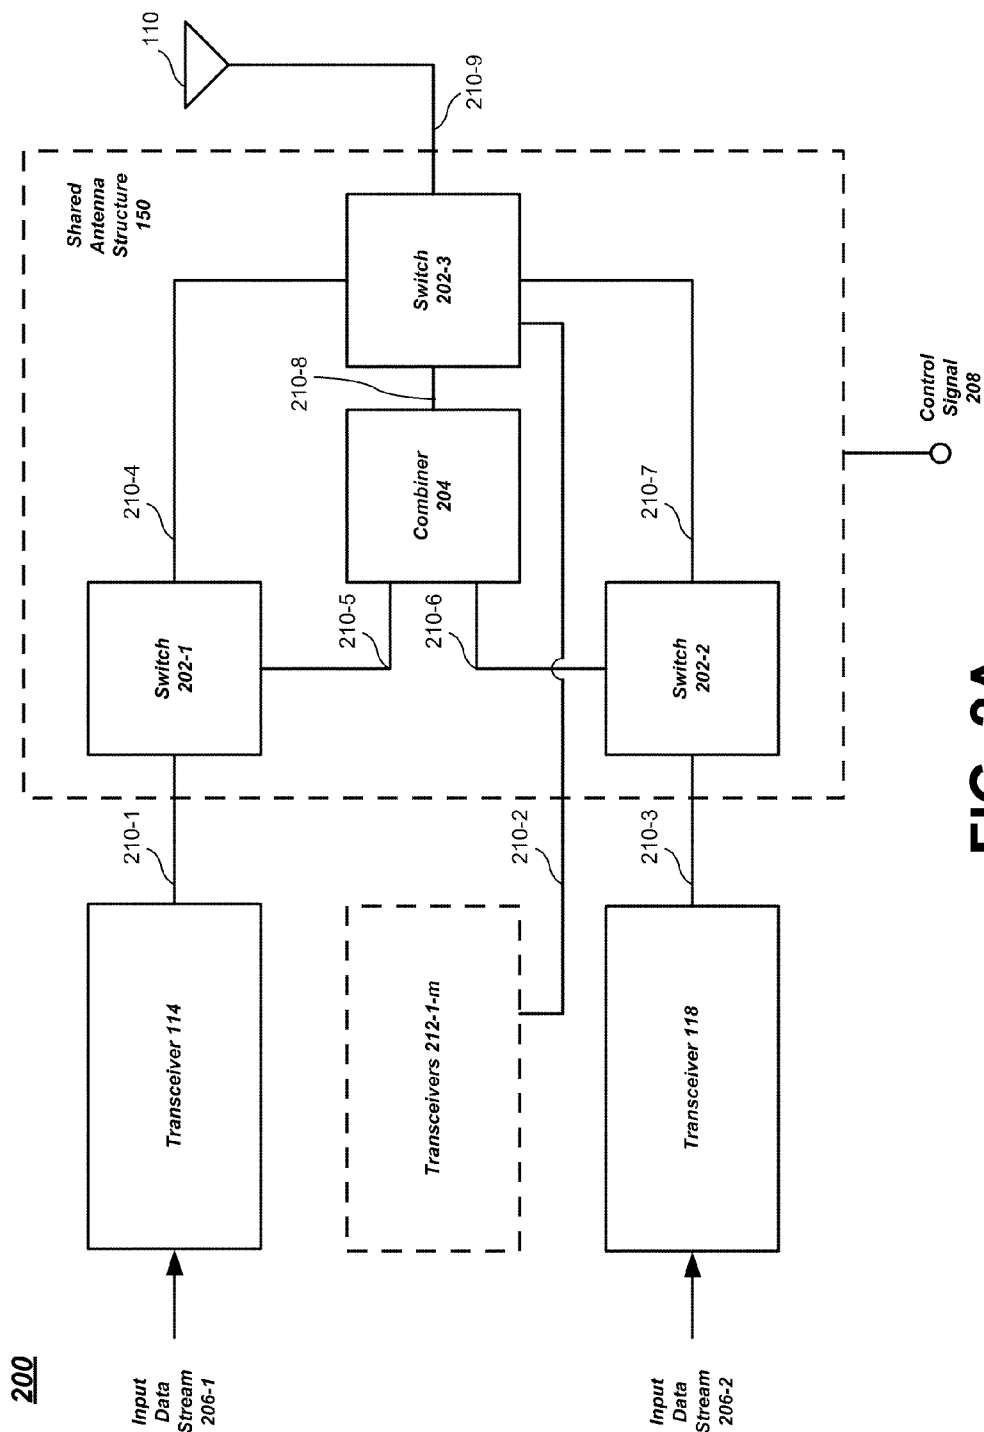 200
Input
Data
Stream
206-1
Transceiver 114
210-1
Switch
202-1
210-4
Shared
Antenna
Structure
150
110
210-5
Transceivers 212-1-m
210-6
Combiner
204
210-8
Switch
202-3
210-9
210-2
Input
Data
Stream
206-2
Transceiver 118
210-3
Switch
202-2
210-7
Control
Signal
208
FIG. 2A